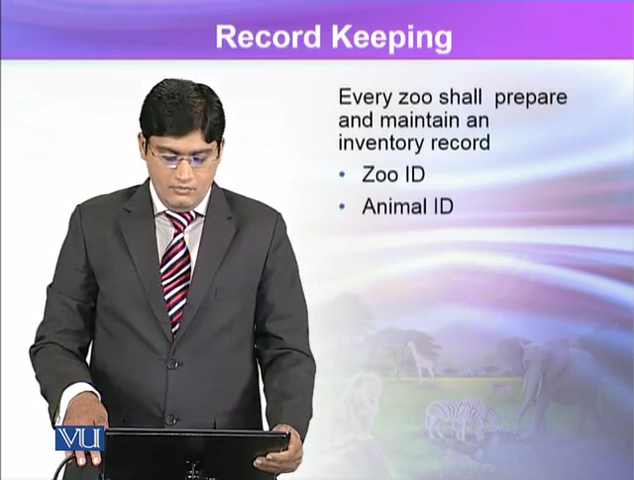 Record Keeping
Every zoo shall prepare
and maintain an
inventory record
• Zoo ID
• Animal ID
VU